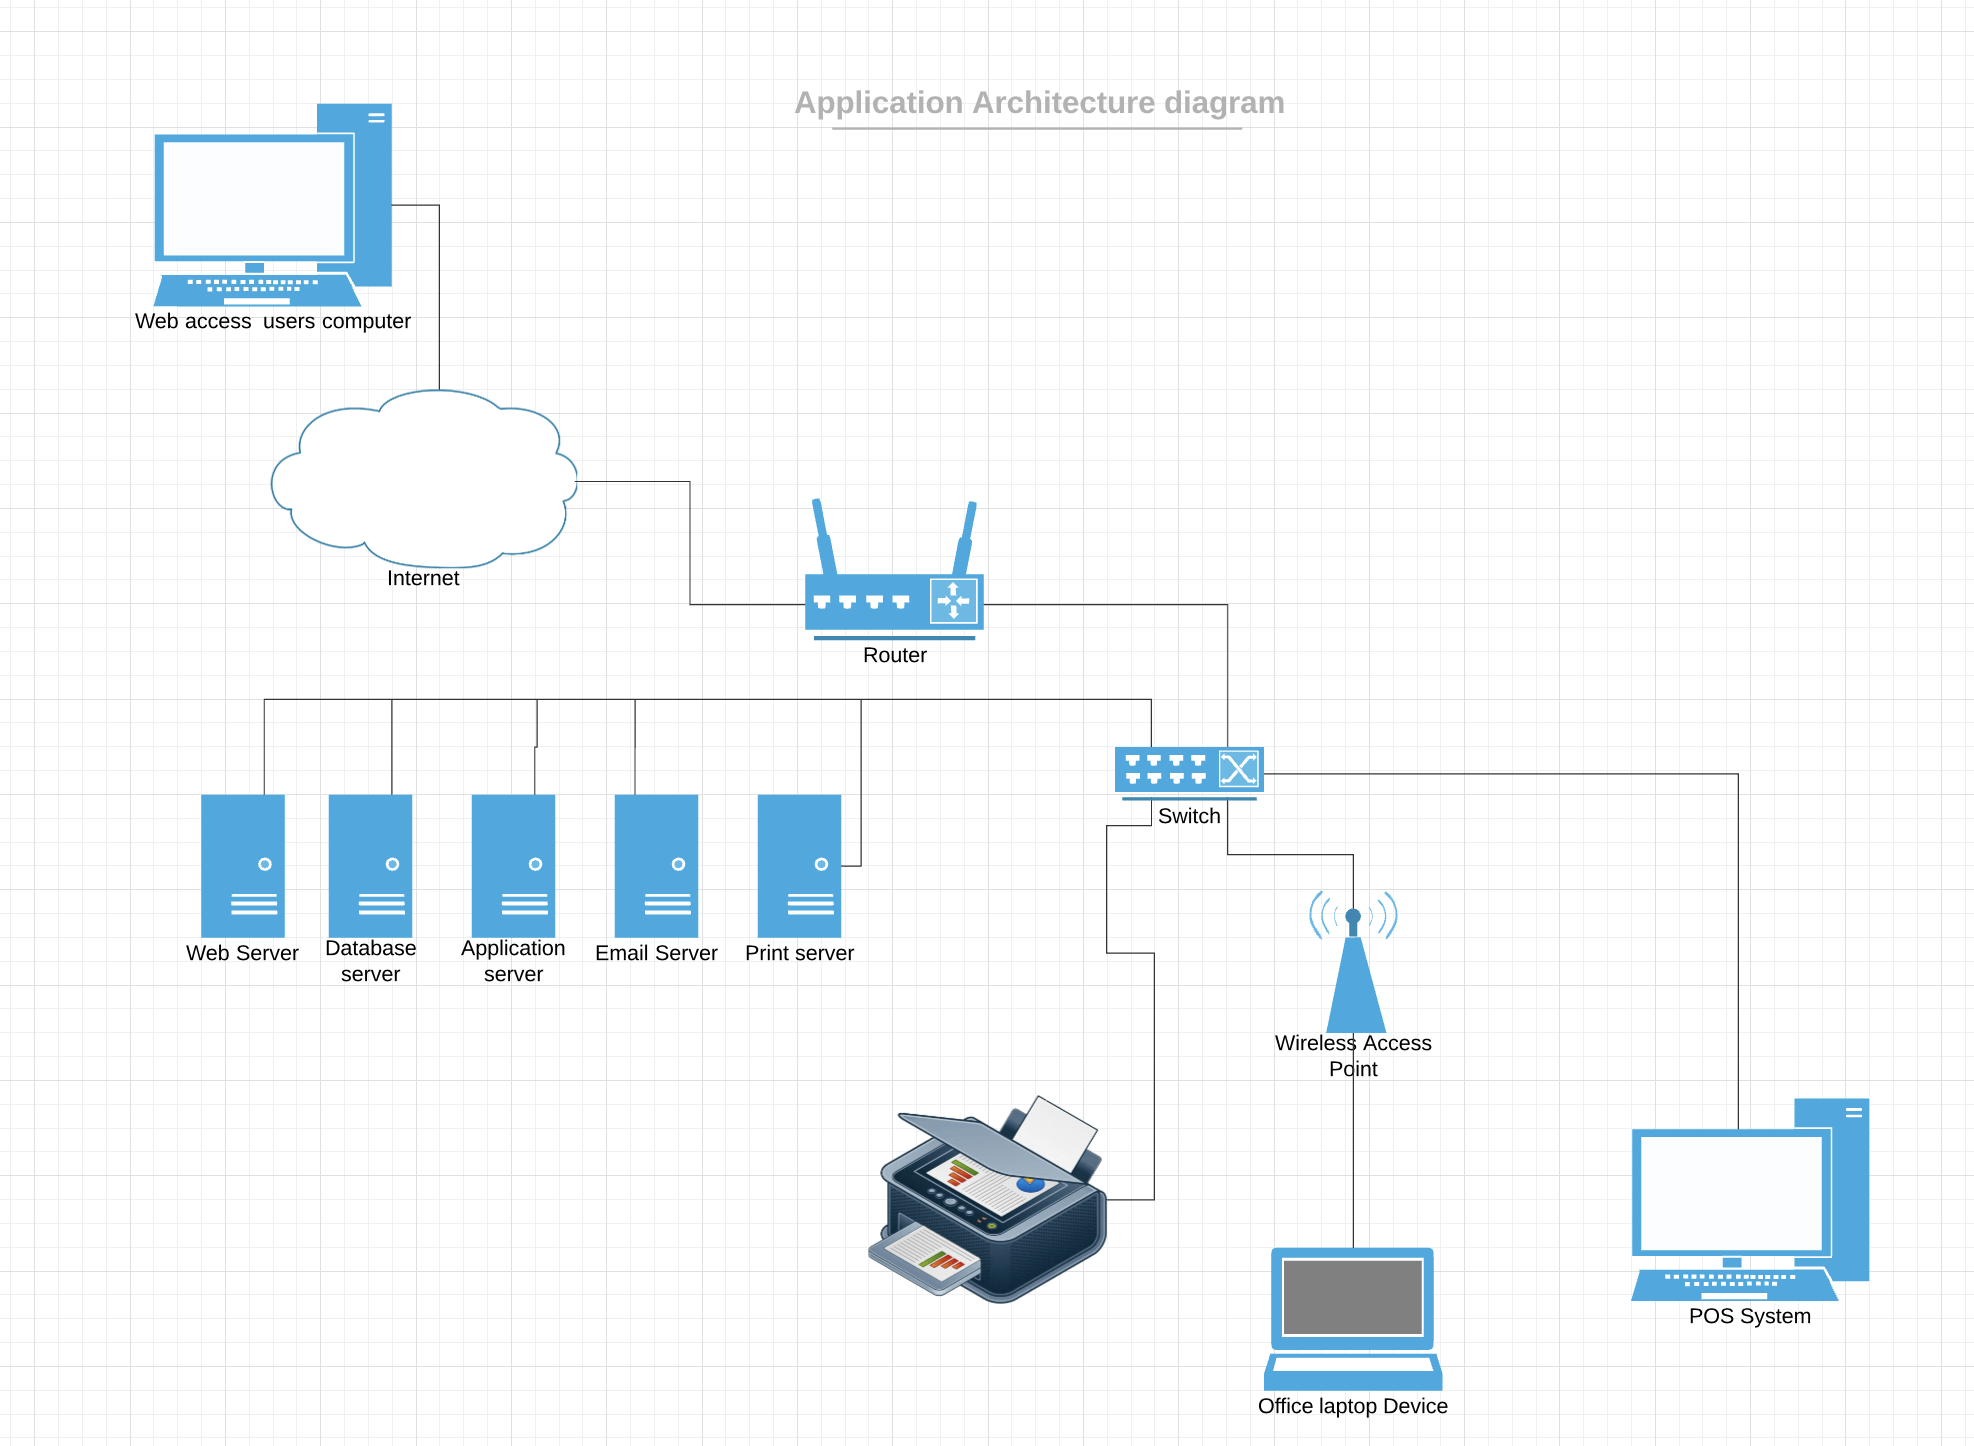 Application Architecture diagram
Web access  users computer
Internet
Router
Switch
Web Server
Database
server
Application
server
Email Server
Print server
Wireless Access
Point
POS System
Office laptop Device